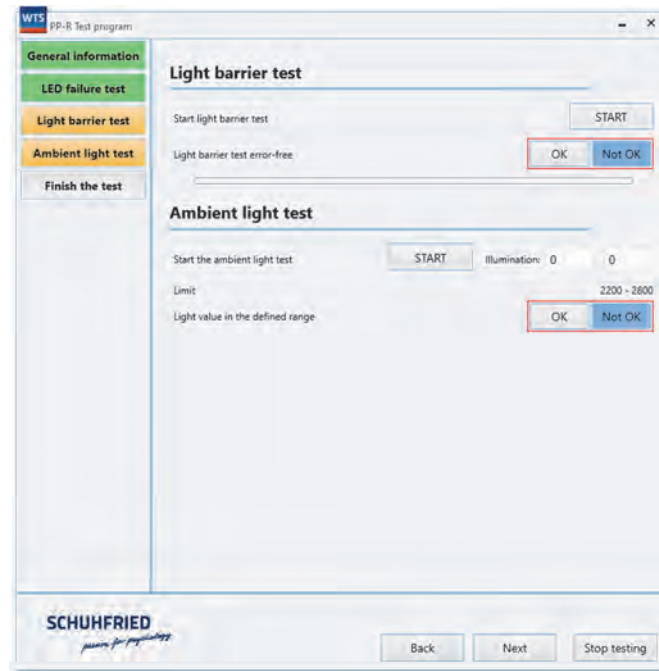 WTS
PP-R Test program
General information
LED failure test
Light barrier test
Ambient light test
Finish the test
Light barrier test
Start light barrier test START
Light barrier test error-free OK Not OK
Ambient light test
Start the ambient light test START Illumination: 0 0
Limit 2200 - 2800
Light value in the defined range OK Not OK
SCHUHFRIED
passion for psychology
Back Next Stop testing